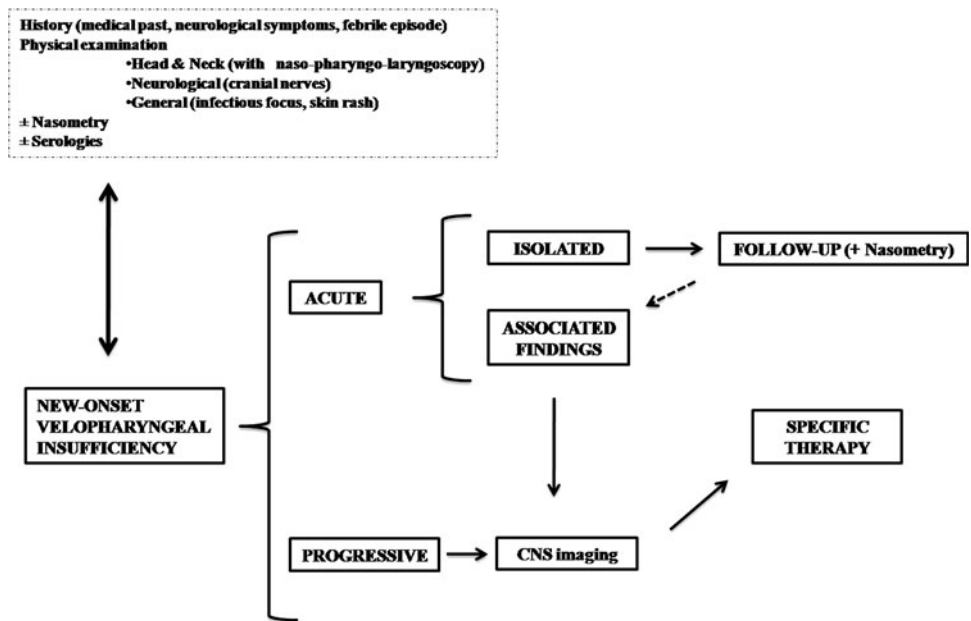 History (medical past, neurological symptoms, febrile episode)
Physical examination
•Head & Neck (with naso-pharyngo-laryngoscopy)
•Neurological (cranial nerves)
•General (infectious focus, skin rash)
± Nasometry
± Serologies
ISOLATED
FOLLOW-UP (+ Nasometry)
ACUTE
ASSOCIATED
FINDINGS
NEW-ONSET
VELOPHARYNGEAL
INSUFFICIENCY
SPECIFIC
THERAPY
PROGRESSIVE
CNS imaging